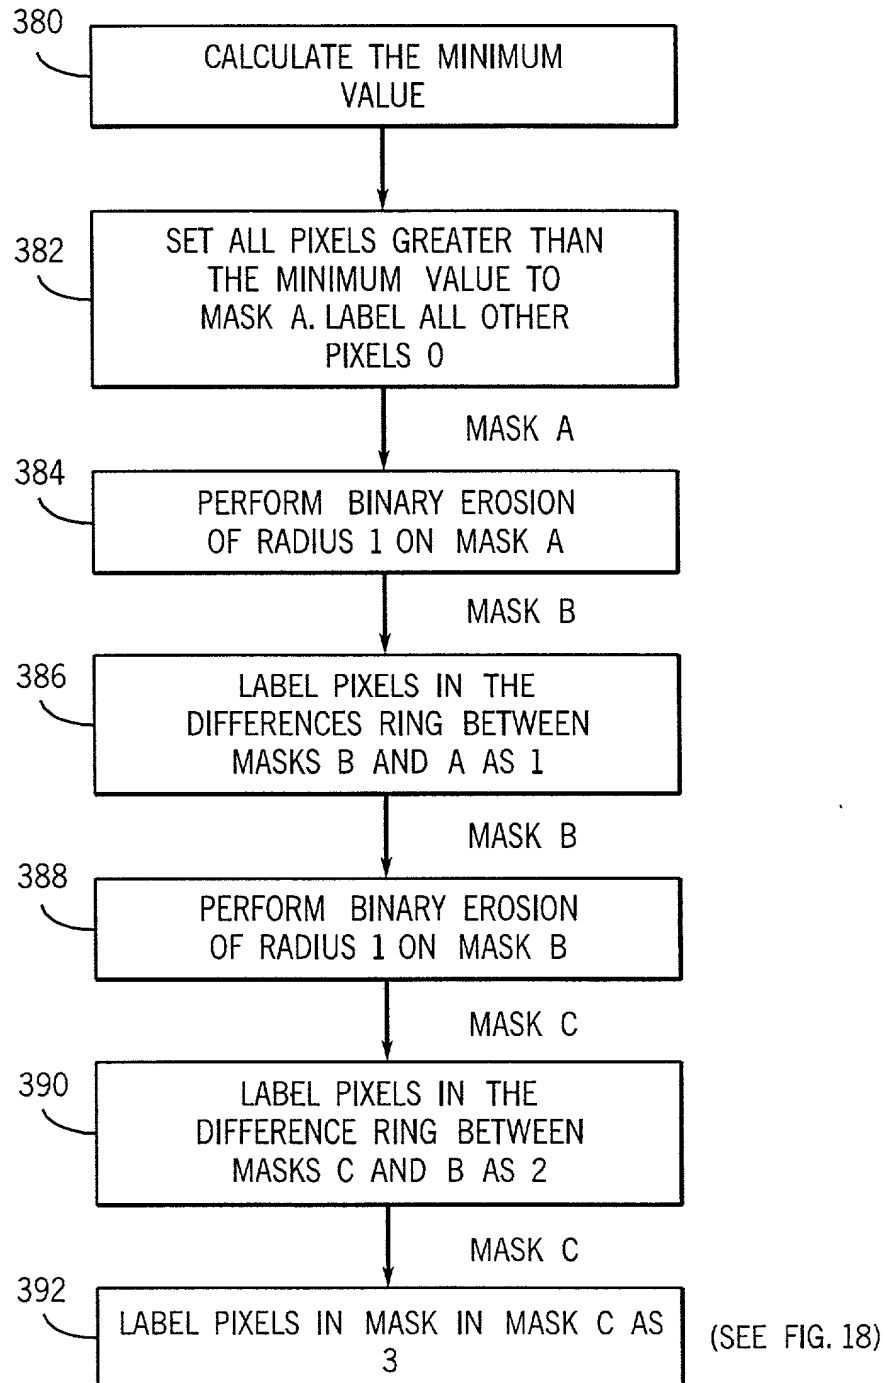 380
CALCULATE THE MINIMUM
VALUE
382
SET ALL PIXELS GREATER THAN
THE MINIMUM VALUE TO
MASK A. LABEL ALL OTHER
PIXELS 0
MASK A
384
PERFORM BINARY EROSION
OF RADIUS 1 ON MASK A
MASK B
386
LABEL PIXELS IN THE
DIFFERENCES RING BETWEEN
MASKS B AND A AS 1
MASK B
388
PERFORM BINARY EROSION
OF RADIUS 1 ON MASK B
MASK C
390
LABEL PIXELS IN THE
DIFFERENCE RING BETWEEN
MASKS C AND B AS 2
MASK C
392
LABEL PIXELS IN MASK IN MASK C AS
3
(SEE FIG. 18)